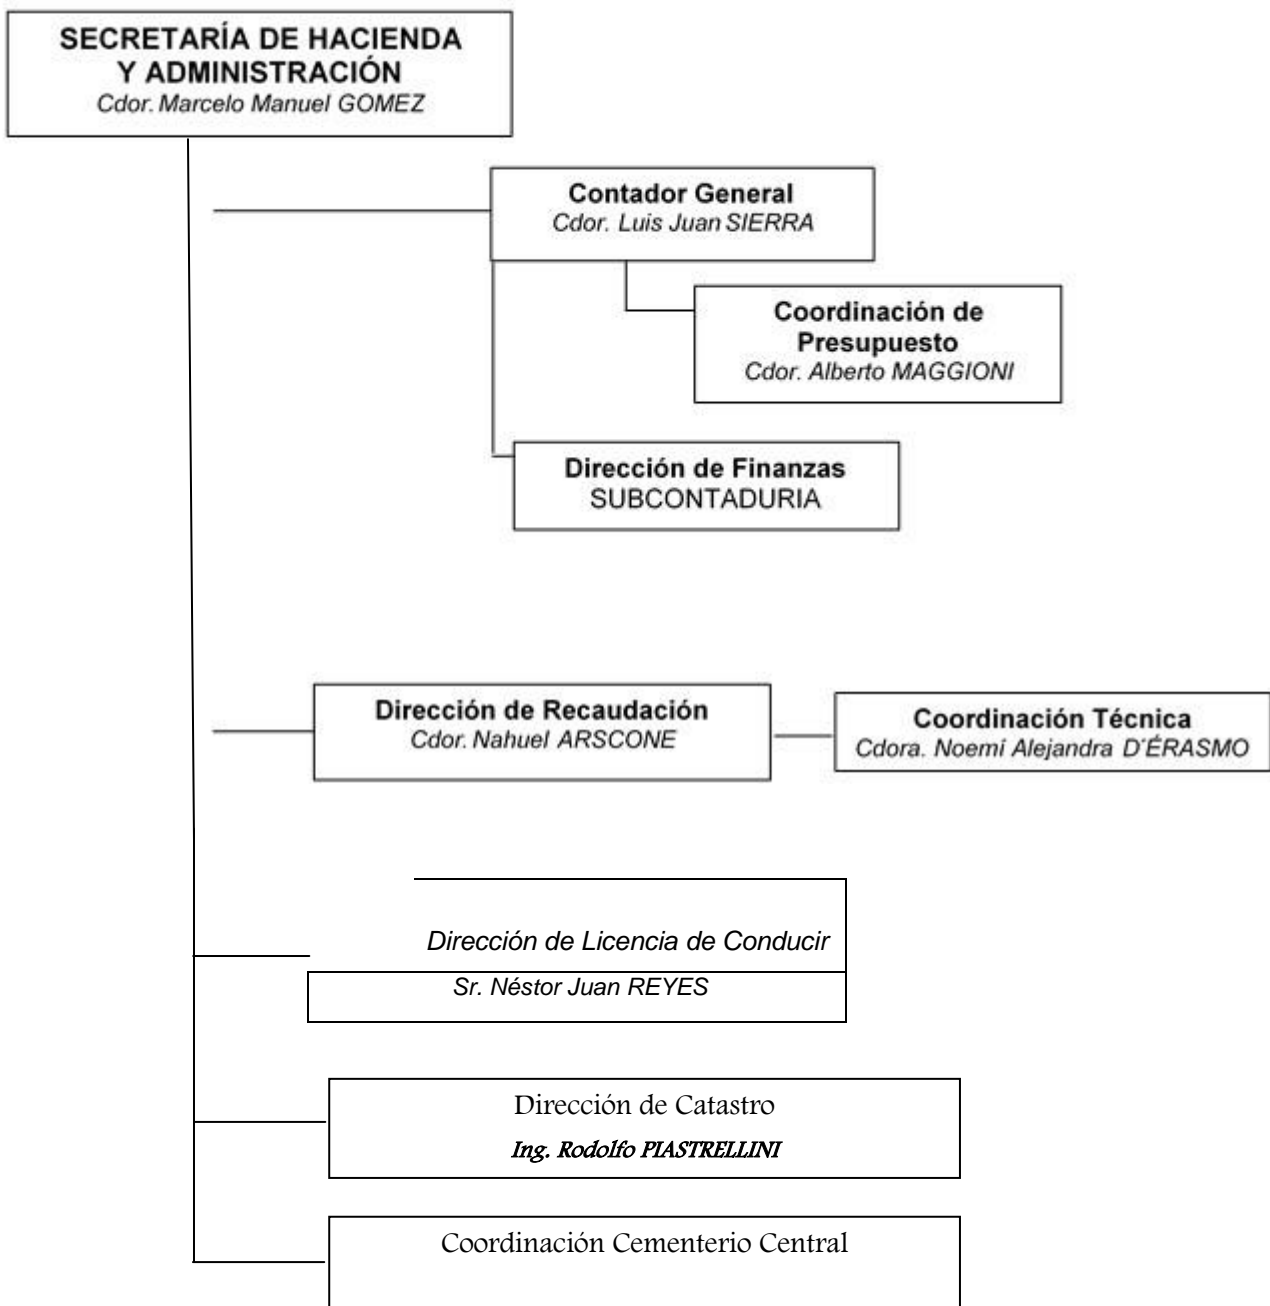 SECRETARÍA DE HACIENDA
Y ADMINISTRACIÓN
Cdor. Marcelo Manuel GOMEZ
Contador General
Cdor. Luis Juan SIERRA
Coordinación de
Presupuesto
Cdor. Alberto MAGGIONI
Dirección de Finanzas
SUBCONTADURIA
Dirección de Recaudación
Cdor. Nahuel ARSCONE
Coordinación Técnica
Cdora. Noemí Alejandra D´ÉRASMO
Dirección de Licencia de Conducir
Sr. Néstor Juan REYES
Dirección de Catastro
Ing. Rodolfo PIASTRELLINI
Coordinación Cementerio Central